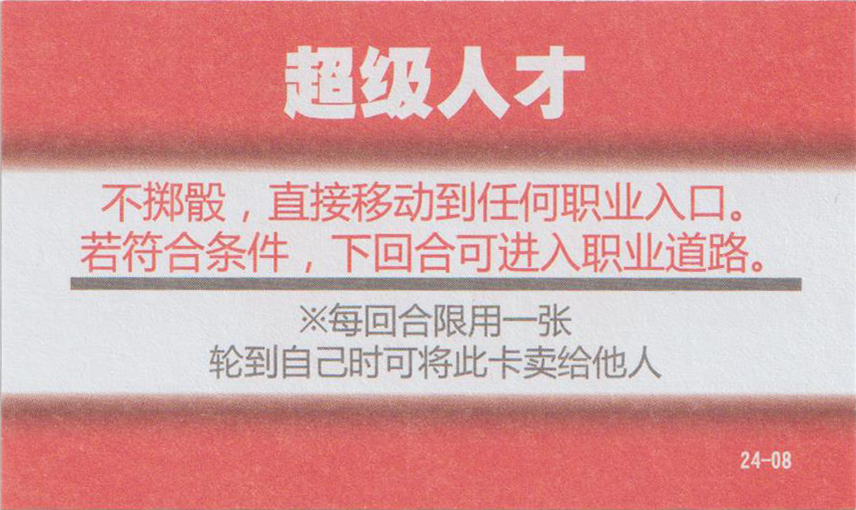 超级人才
不掷骰，直接移动到任何职业入口。
若符合条件，下回合可进入职业道路。
※每回合限用一张
轮到自己时可将此卡卖给他人
24-08